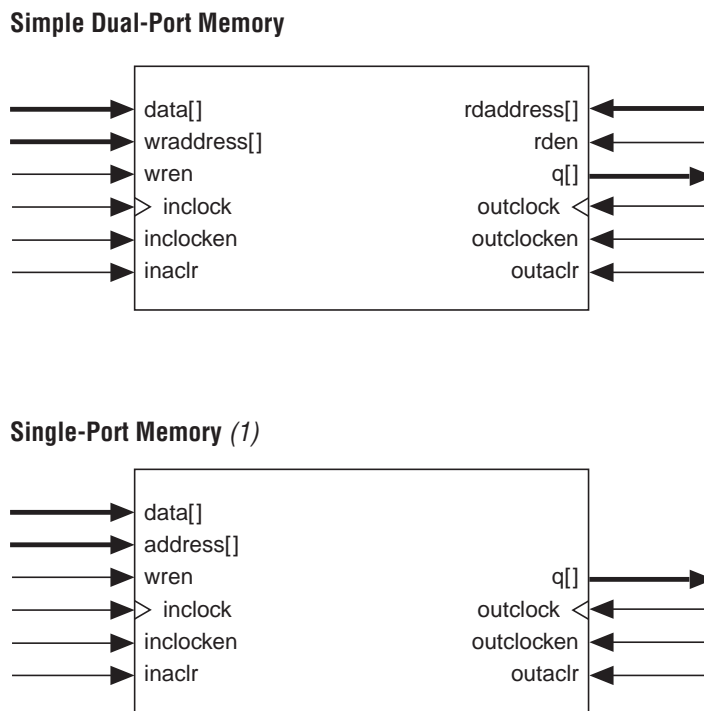 Simple Dual-Port Memory
data[] rdaddress[]
wraddress[] rden
wren q[]
inclock outclock
inclocken outclocken
inaclr outaclr
Single-Port Memory (1)
data[]
address[]
wren q[]
inclock outclock
inclocken outclocken
inaclr outaclr